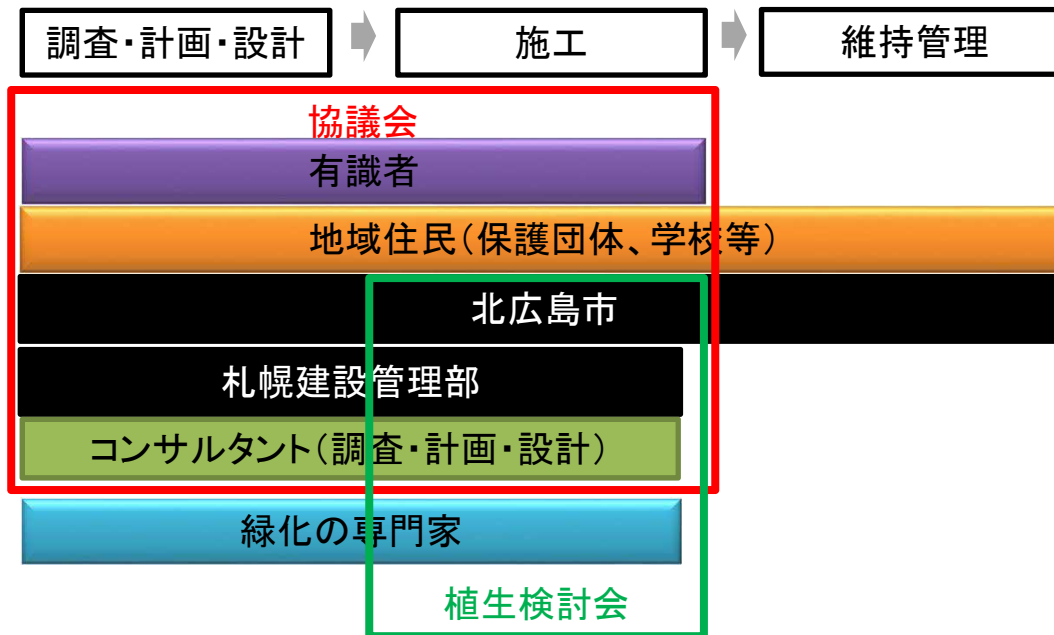 調査・計画・設計
施工
維持管理
協議会
有識者
地域住民（保護団体、学校等）
北広島市
札幌建設管理部
コンサルタント（調査・計画・設計）
緑化の専門家
植生検討会